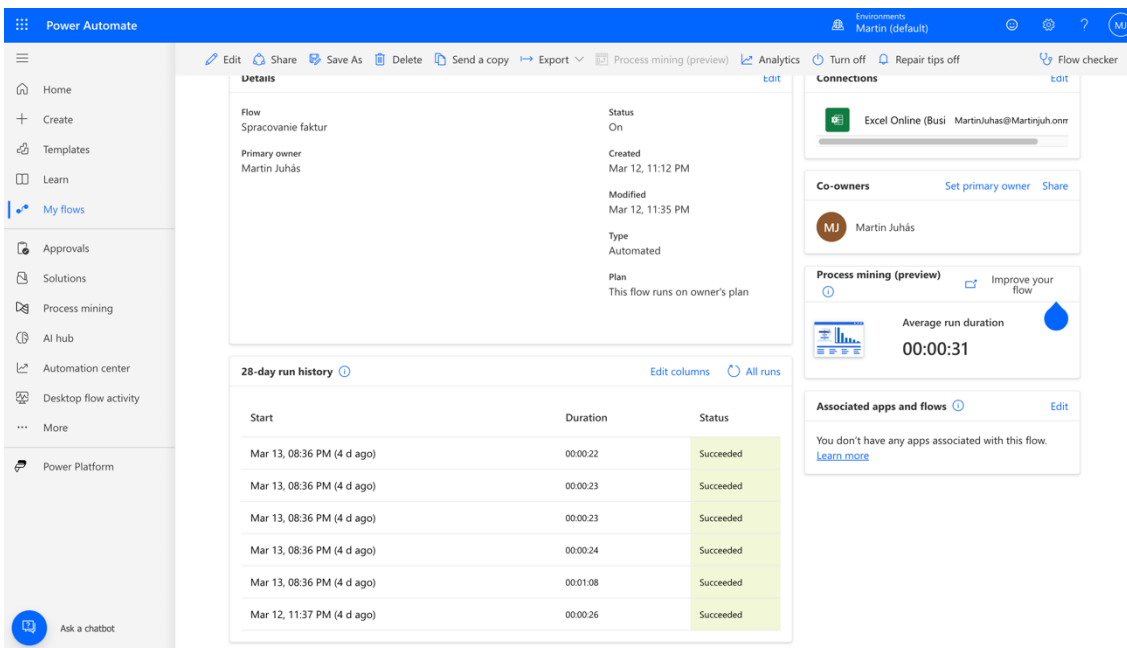 Power Automate
Environments
Martin (default)
MJ
Edit
Share
Save As
Delete
Send a copy
Export
Process mining (preview)
Analytics
Turn off
Repair tips off
Flow checker
Home
Create
Templates
Learn
My flows
Approvals
Solutions
Process mining
AI hub
Automation center
Desktop flow activity
More
Power Platform
Ask a chatbot
Details
Edit
Flow
Spracovanie faktur
Primary owner
Martin Juhás
Status
On
Created
Mar 12, 11:12 PM
Modified
Mar 12, 11:35 PM
Type
Automated
Plan
This flow runs on owner's plan
28-day run history
Edit columns
All runs
Start Duration Status
Mar 13, 08:36 PM (4 d ago) 00:00:22 Succeeded
Mar 13, 08:36 PM (4 d ago) 00:00:23 Succeeded
Mar 13, 08:36 PM (4 d ago) 00:00:23 Succeeded
Mar 13, 08:36 PM (4 d ago) 00:00:24 Succeeded
Mar 13, 08:36 PM (4 d ago) 00:01:08 Succeeded
Mar 12, 11:37 PM (4 d ago) 00:00:26 Succeeded
Connections
Edit
Excel Online (Busi MartinJuhas@Martinjuh.onm
Co-owners
Set primary owner
Share
MJ
Martin Juhás
Process mining (preview)
Improve your
flow
Average run duration
00:00:31
Associated apps and flows
Edit
You don't have any apps associated with this flow.
Learn more